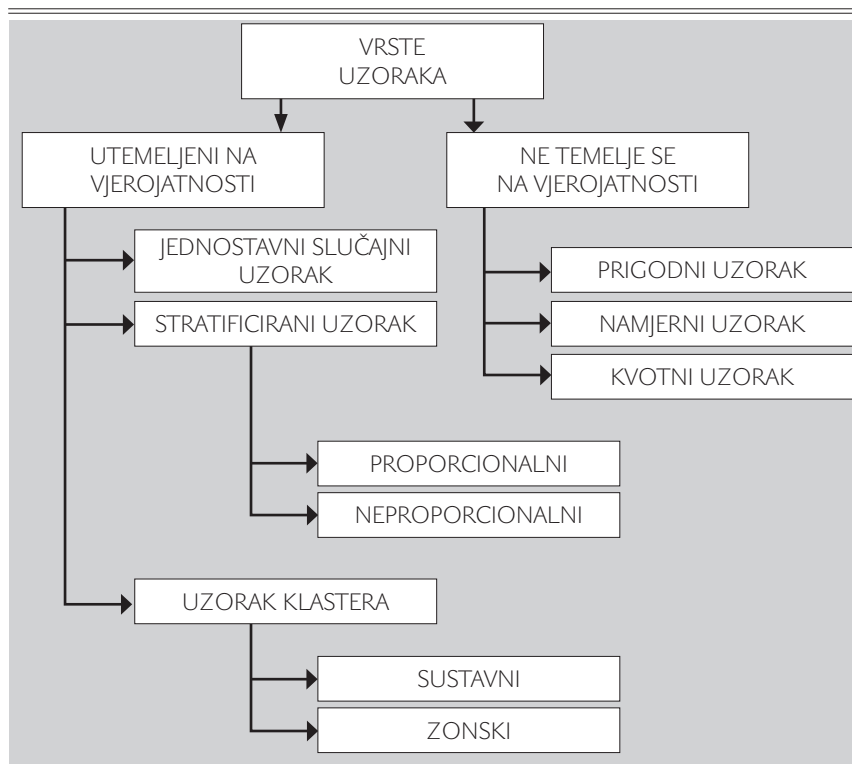 VRSTE
UZORAKA
UTEMELJENI NA
VJEROJATNOSTI
NE TEMELJE SE
NA VJEROJATNOSTI
JEDNOSTAVNI SLUČAJNI
UZORAK
STRATIFICIRANI UZORAK
PROPORCIONALNI
NEPROPORCIONALNI
UZORAK KLASTERA
SUSTAVNI
ZONSKI
PRIGODNI UZORAK
NAMJERNI UZORAK
KVOTNI UZORAK